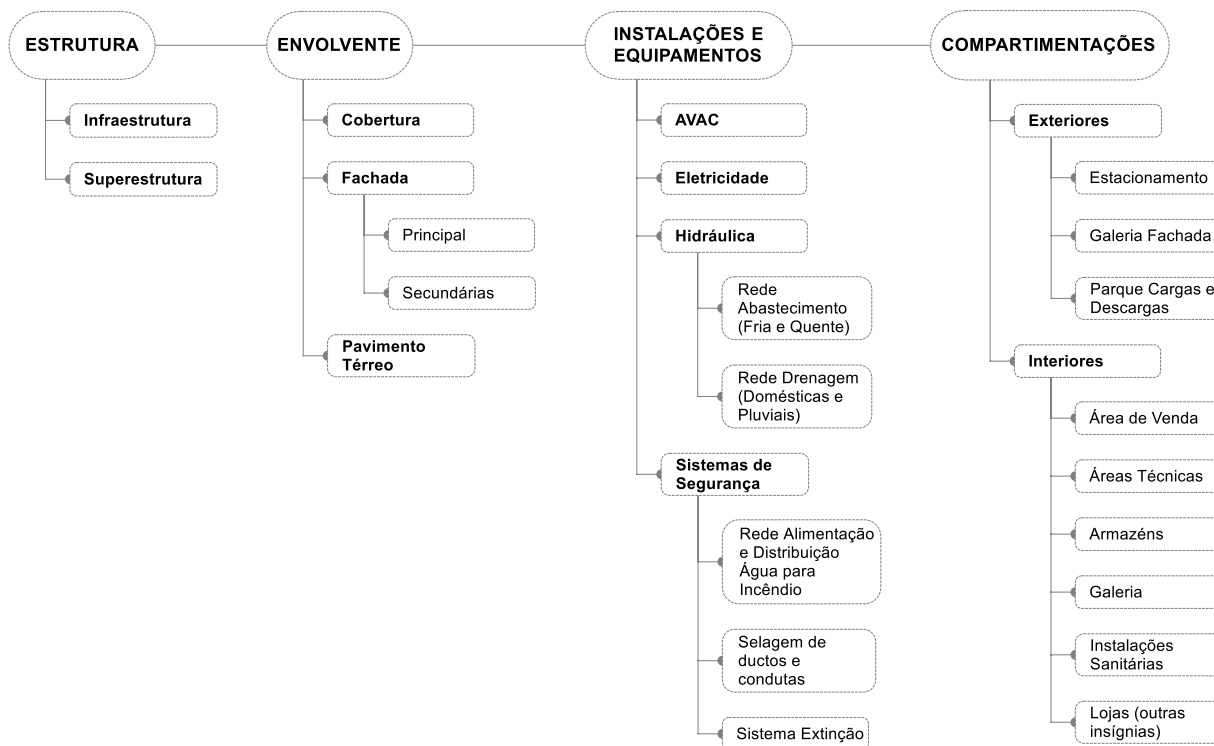 ESTRUTURA
Infraestrutura
Superestrutura
ENVOLVENTE
Cobertura
Fachada
Principal
Secundárias
Pavimento
Térreo
INSTALAÇÕES E
EQUIPAMENTOS
AVAC
Eletricidade
Hidráulica
Rede
Abastecimento
(Fria e Quente)
Rede Drenagem
(Domésticas e
Pluviais)
Sistemas de
Segurança
Rede Alimentação
e Distribuição
Água para
Incêndio
Selagem de
ductos e
condutas
Sistema Extinção
COMPARTIMENTAÇÕES
Exteriores
Estacionamento
Galeria Fachada
Parque Cargas e
Descargas
Interiores
Área de Venda
Áreas Técnicas
Armazéns
Galeria
Instalações
Sanitárias
Lojas (outras
insígnias)